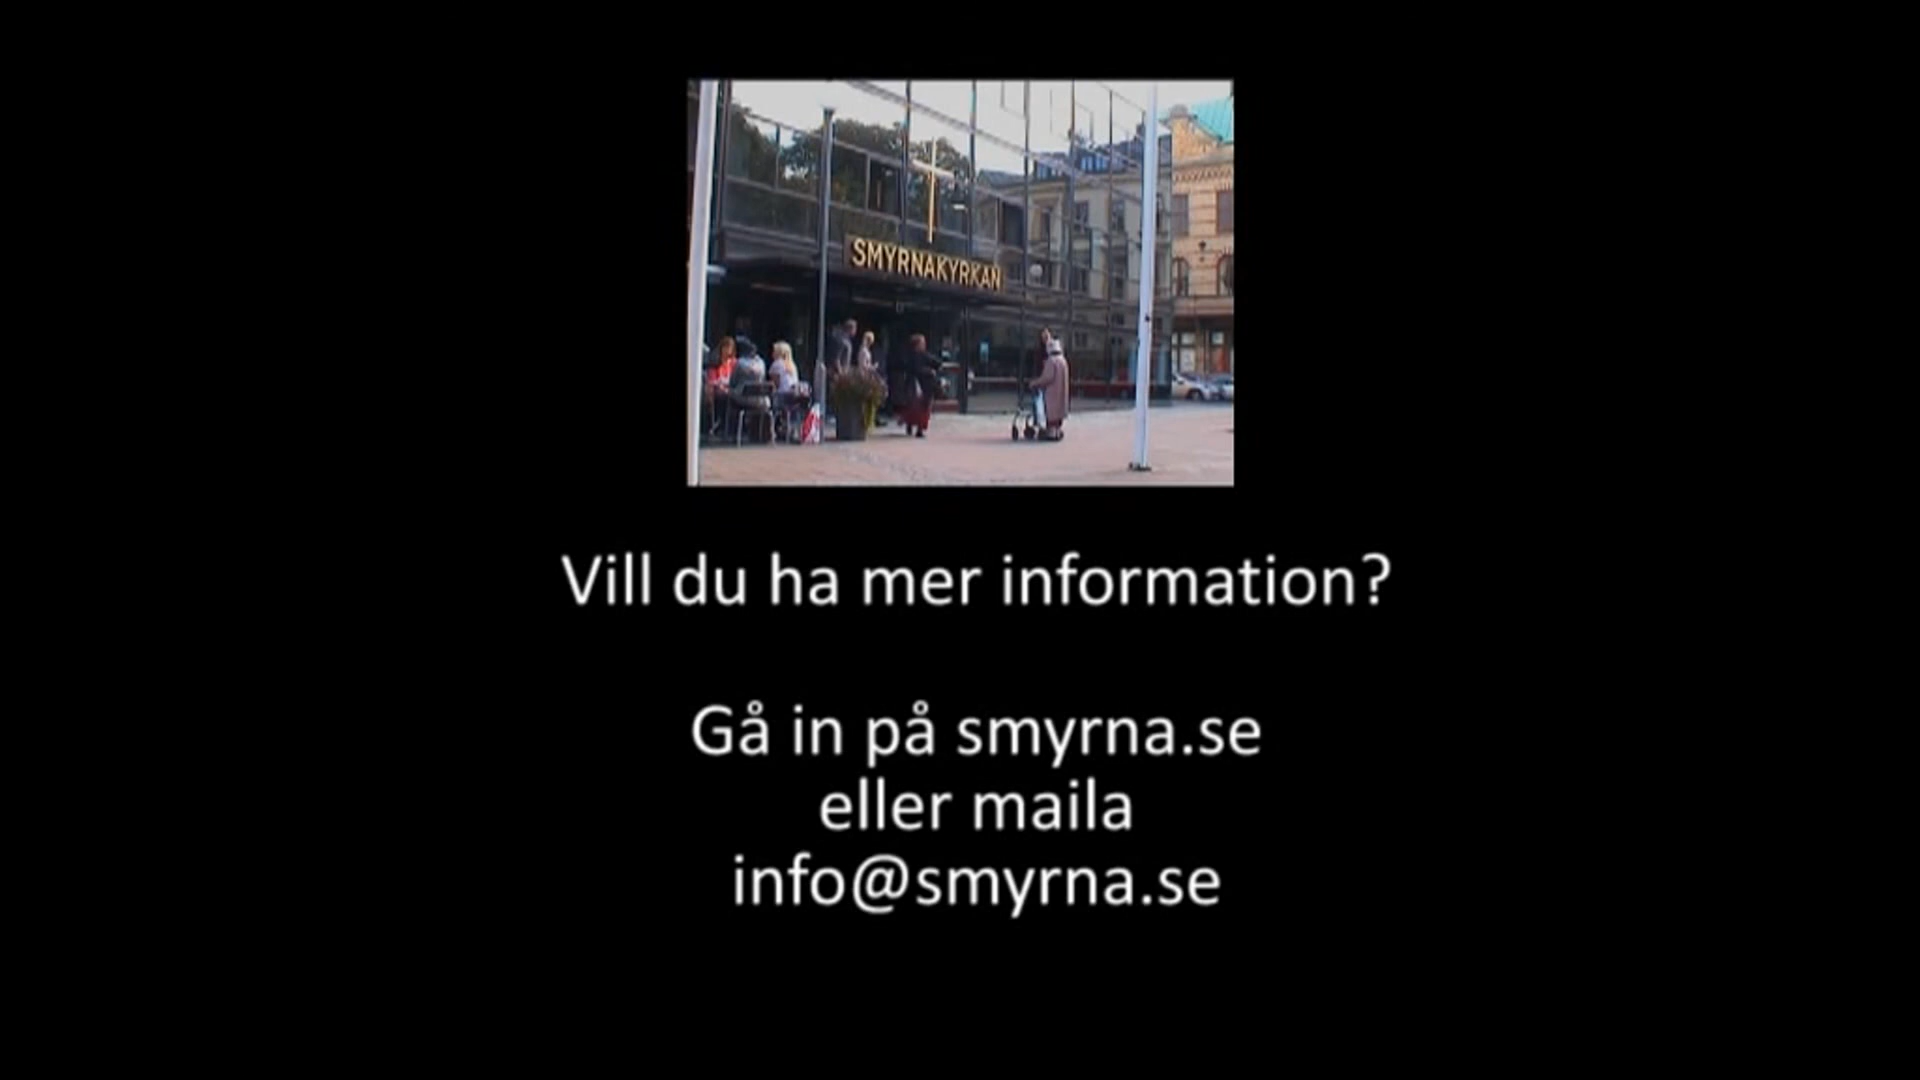 SMYRNAKYRKAN
Vill du ha mer information?
Gå in på smyrna.se
eller maila
info@smyrna.se